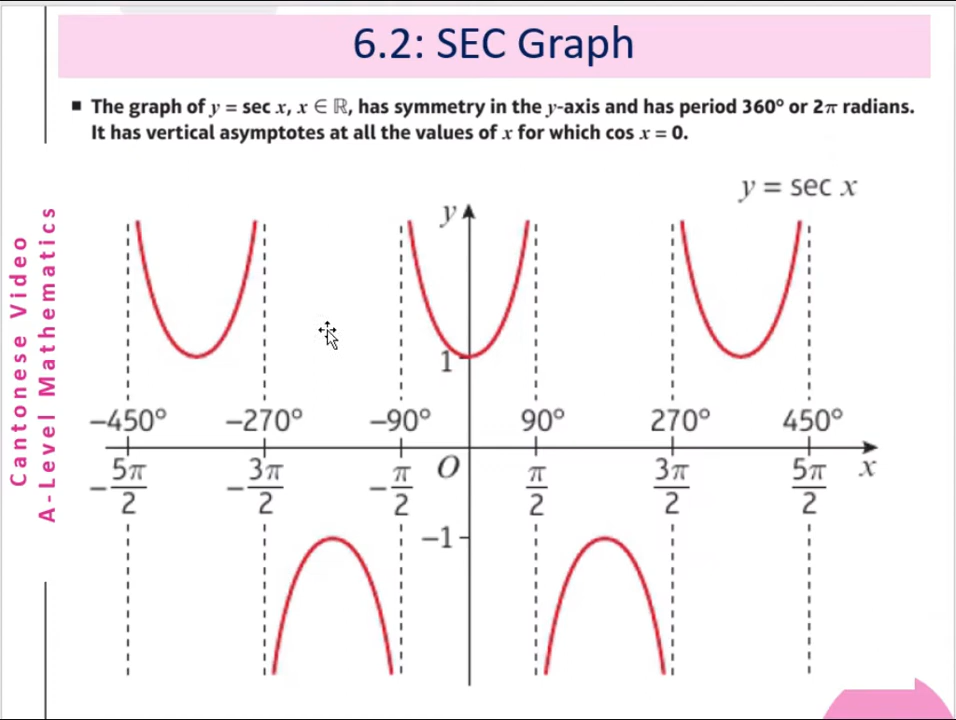 6.2: SEC Graph
▪ The graph of y = sec x, x ∈ ℝ, has symmetry in the y-axis and has period 360° or 2π radians.
It has vertical asymptotes at all the values of x for which cos x = 0.
Cantonese Video
A-Level Mathematics
y = sec x
y
1
−450° −270° −90° 90° 270° 450°
−5π/2 −3π/2 −π/2 O π/2 3π/2 5π/2 x
−1